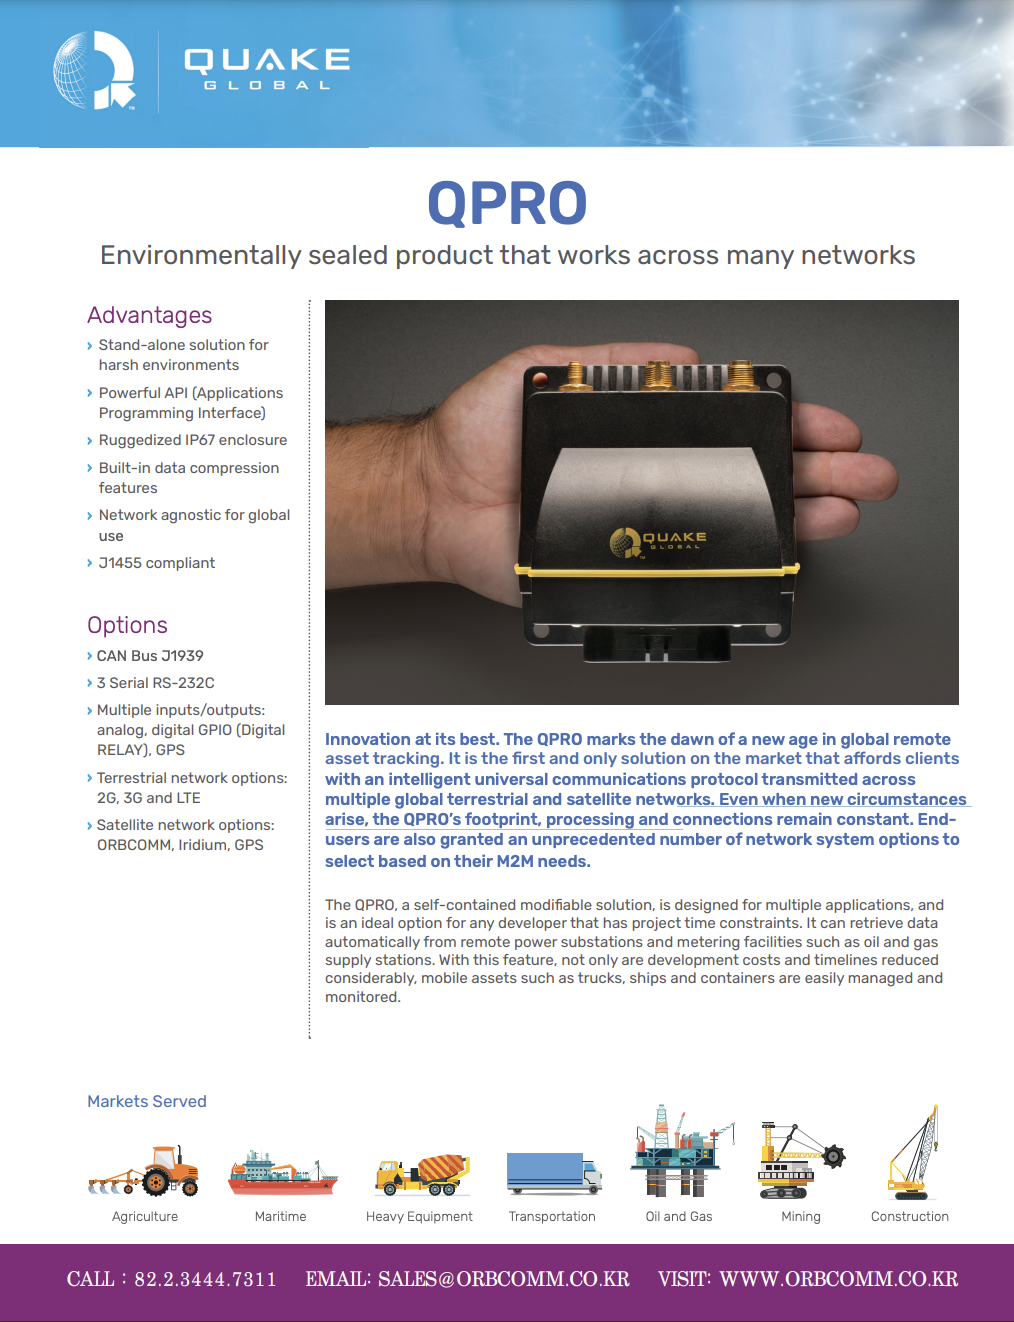 QUAKE
GLOBAL
™
QPRO
Environmentally sealed product that works across many networks
Advantages
› Stand-alone solution for
harsh environments
› Powerful API (Applications
Programming Interface)
› Ruggedized IP67 enclosure
› Built-in data compression
features
› Network agnostic for global
use
› J1455 compliant
Options
› CAN Bus J1939
› 3 Serial RS-232C
› Multiple inputs/outputs:
analog, digital GPIO (Digital
RELAY), GPS
› Terrestrial network options:
2G, 3G and LTE
› Satellite network options:
ORBCOMM, Iridium, GPS
QUAKE
GLOBAL
™
Innovation at its best. The QPRO marks the dawn of a new age in global remote
asset tracking. It is the first and only solution on the market that affords clients
with an intelligent universal communications protocol transmitted across
multiple global terrestrial and satellite networks. Even when new circumstances
arise, the QPRO's footprint, processing and connections remain constant. End-
users are also granted an unprecedented number of network system options to
select based on their M2M needs.
The QPRO, a self-contained modifiable solution, is designed for multiple applications, and
is an ideal option for any developer that has project time constraints. It can retrieve data
automatically from remote power substations and metering facilities such as oil and gas
supply stations. With this feature, not only are development costs and timelines reduced
considerably, mobile assets such as trucks, ships and containers are easily managed and
monitored.
Markets Served
Agriculture
Maritime
Heavy Equipment
Transportation
Oil and Gas
Mining
Construction
CALL : 82.2.3444.7311 EMAIL: SALES@ORBCOMM.CO.KR VISIT: WWW.ORBCOMM.CO.KR